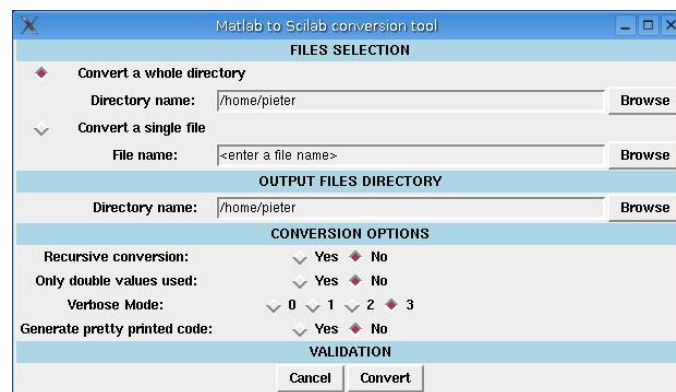 Matlab to Scilab conversion tool
FILES SELECTION
Convert a whole directory
Directory name: /home/pieter Browse
Convert a single file
File name: <enter a file name> Browse
OUTPUT FILES DIRECTORY
Directory name: /home/pieter Browse
CONVERSION OPTIONS
Recursive conversion: Yes No
Only double values used: Yes No
Verbose Mode: 0 1 2 3
Generate pretty printed code: Yes No
VALIDATION
Cancel Convert